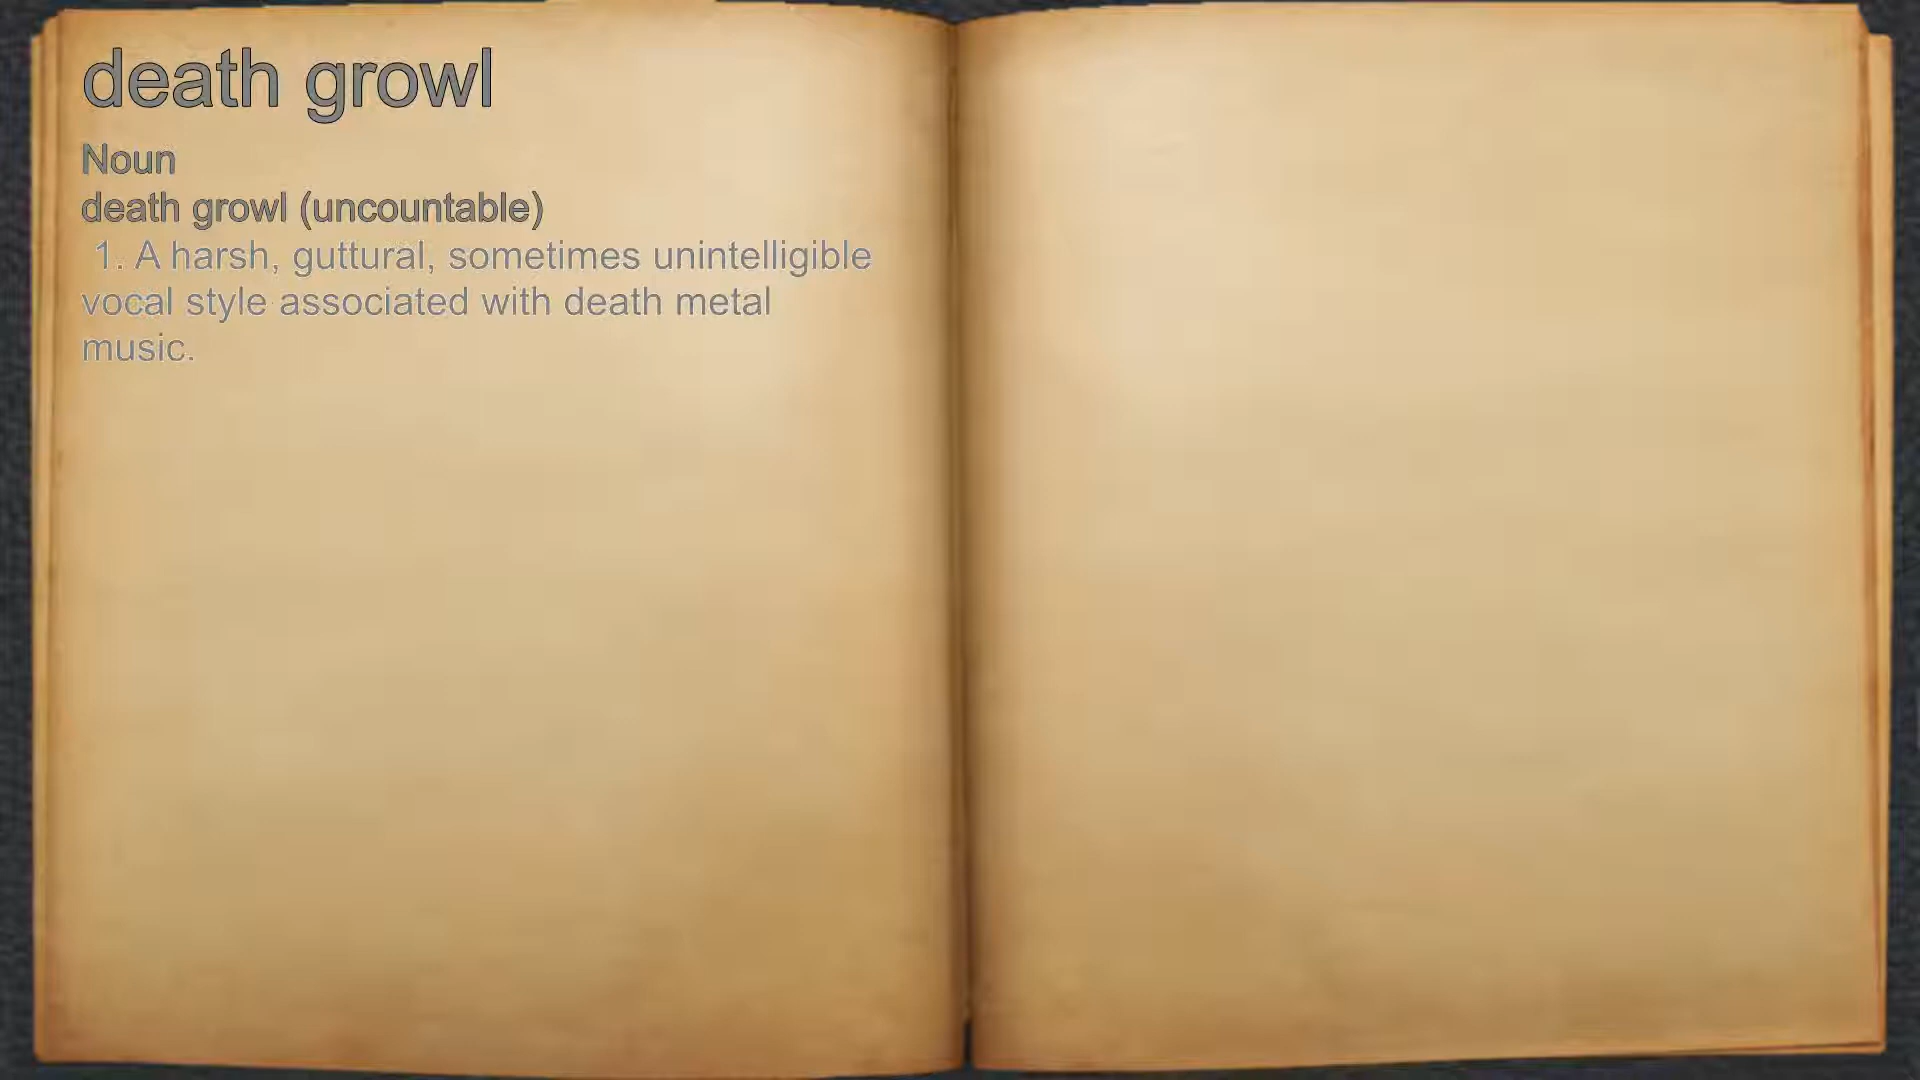 death growl
Noun
death growl (uncountable)
1. A harsh, guttural, sometimes unintelligible
vocal style associated with death metal
music.